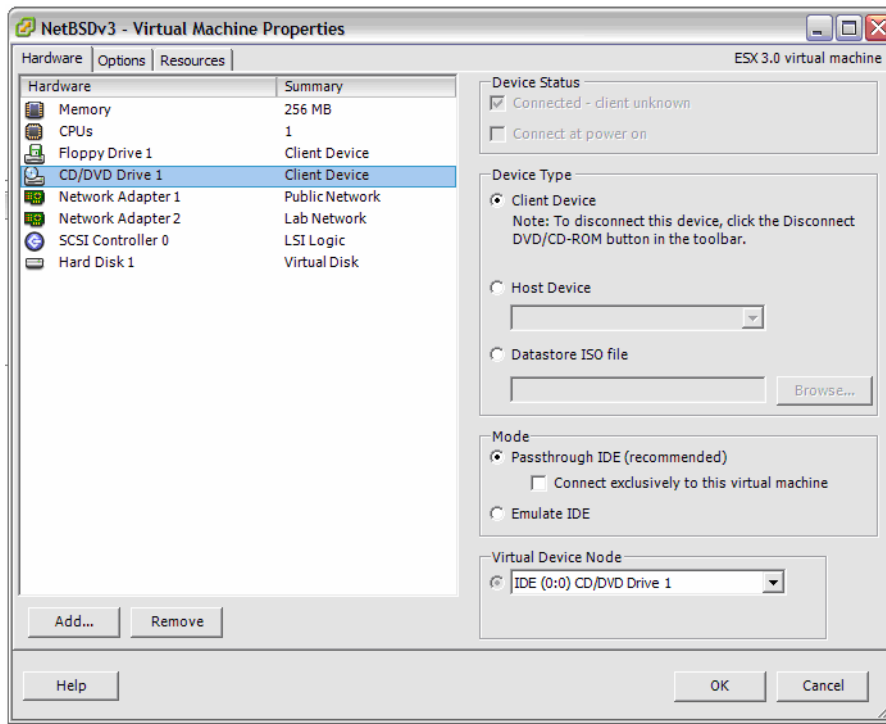 NetBSDv3 - Virtual Machine Properties
Hardware Options Resources
ESX 3.0 virtual machine
Hardware Summary
Memory 256 MB
CPUs 1
Floppy Drive 1 Client Device
CD/DVD Drive 1 Client Device
Network Adapter 1 Public Network
Network Adapter 2 Lab Network
SCSI Controller 0 LSI Logic
Hard Disk 1 Virtual Disk
Add... Remove
Device Status
Connected - client unknown
Connect at power on
Device Type
Client Device
Note: To disconnect this device, click the Disconnect
DVD/CD-ROM button in the toolbar.
Host Device
Datastore ISO file
Browse...
Mode
Passthrough IDE (recommended)
Connect exclusively to this virtual machine
Emulate IDE
Virtual Device Node
IDE (0:0) CD/DVD Drive 1
Help OK Cancel